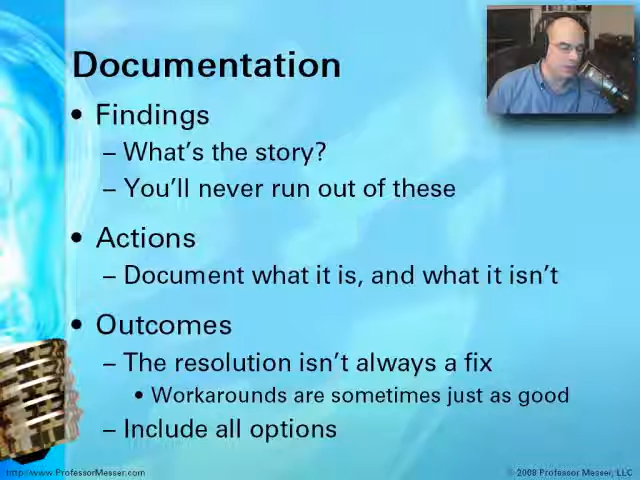 Documentation
• Findings
– What's the story?
– You'll never run out of these
• Actions
– Document what it is, and what it isn't
• Outcomes
– The resolution isn't always a fix
• Workarounds are sometimes just as good
– Include all options
http://www.ProfessorMesser.com
©2009 Professor Messer, LLC